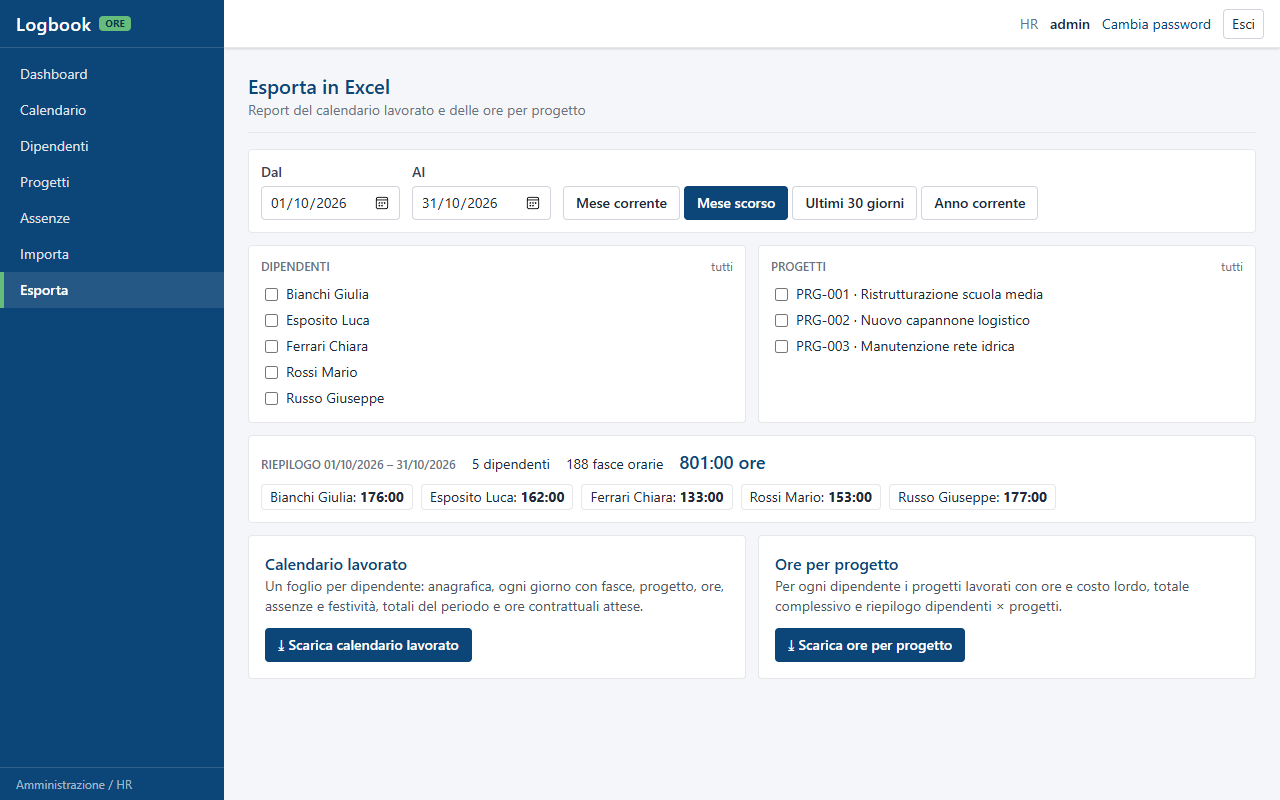 Logbook ORE
HR admin Cambia password Esci
Dashboard
Calendario
Dipendenti
Progetti
Assenze
Importa
Esporta
Amministrazione / HR
Esporta in Excel
Report del calendario lavorato e delle ore per progetto
Dal Al
01/10/2026 31/10/2026 Mese corrente Mese scorso Ultimi 30 giorni Anno corrente
DIPENDENTI tutti
Bianchi Giulia
Esposito Luca
Ferrari Chiara
Rossi Mario
Russo Giuseppe
PROGETTI tutti
PRG-001 · Ristrutturazione scuola media
PRG-002 · Nuovo capannone logistico
PRG-003 · Manutenzione rete idrica
RIEPILOGO 01/10/2026 – 31/10/2026 5 dipendenti 188 fasce orarie 801:00 ore
Bianchi Giulia: 176:00 Esposito Luca: 162:00 Ferrari Chiara: 133:00 Rossi Mario: 153:00 Russo Giuseppe: 177:00
Calendario lavorato
Un foglio per dipendente: anagrafica, ogni giorno con fasce, progetto, ore,
assenze e festività, totali del periodo e ore contrattuali attese.
⤓ Scarica calendario lavorato
Ore per progetto
Per ogni dipendente i progetti lavorati con ore e costo lordo, totale
complessivo e riepilogo dipendenti × progetti.
⤓ Scarica ore per progetto